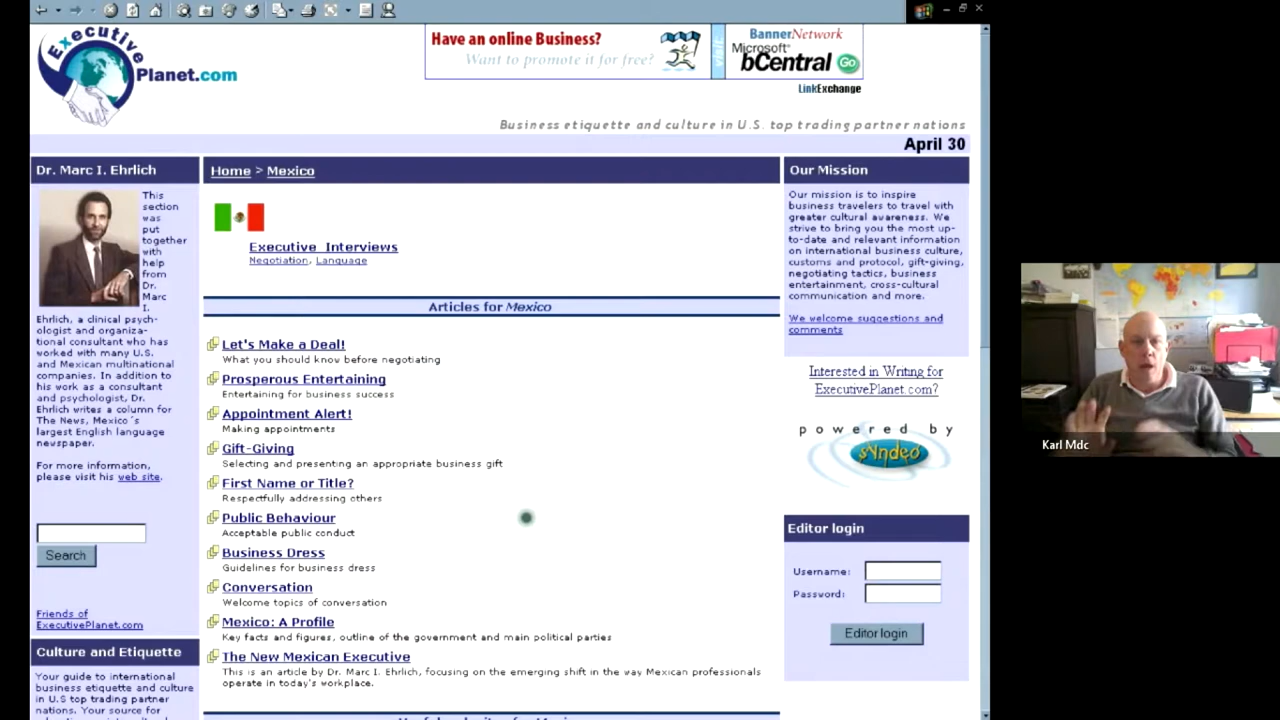 Executive
Planet.com
Have an online Business?
Want to promote it for free?
visit
BannerNetwork
Microsoft
bCentral Go
LinkExchange
Business etiquette and culture in U.S. top trading partner nations
April 30
Dr. Marc I. Ehrlich
This
section
was
put
together
with
help
from
Dr.
Marc
I.
Ehrlich, a clinical psych-
ologist and organiza-
tional consultant who has
worked with many U.S.
and Mexican multinational
companies. In addition to
his work as a consultant
and psychologist, Dr.
Ehrlich writes a column for
The News, Mexico´s
largest English language
newspaper.
For more information,
please visit his web site.
Search
Friends of
ExecutivePlanet.com
Culture and Etiquette
Your guide to international
business etiquette and culture
in U.S top trading partner
nations. Your source for
Home > Mexico
Executive Interviews
Negotiation, Language
Articles for Mexico
Let's Make a Deal!
What you should know before negotiating
Prosperous Entertaining
Entertaining for business success
Appointment Alert!
Making appointments
Gift-Giving
Selecting and presenting an appropriate business gift
First Name or Title?
Respectfully addressing others
Public Behaviour
Acceptable public conduct
Business Dress
Guidelines for business dress
Conversation
Welcome topics of conversation
Mexico: A Profile
Key facts and figures, outline of the government and main political parties
The New Mexican Executive
This is an article by Dr. Marc I. Ehrlich, focusing on the emerging shift in the way Mexican professionals
operate in today's workplace.
Our Mission
Our mission is to inspire
business travelers to travel with
greater cultural awareness. We
strive to bring you the most up-
to-date and relevant information
on international business culture,
customs and protocol, gift-giving,
negotiating tactics, business
entertainment, cross-cultural
communication and more.
We welcome suggestions and
comments
Interested in Writing for
ExecutivePlanet.com?
powered by
syndeo
Editor login
Username:
Password:
Editor login
Karl Mdc